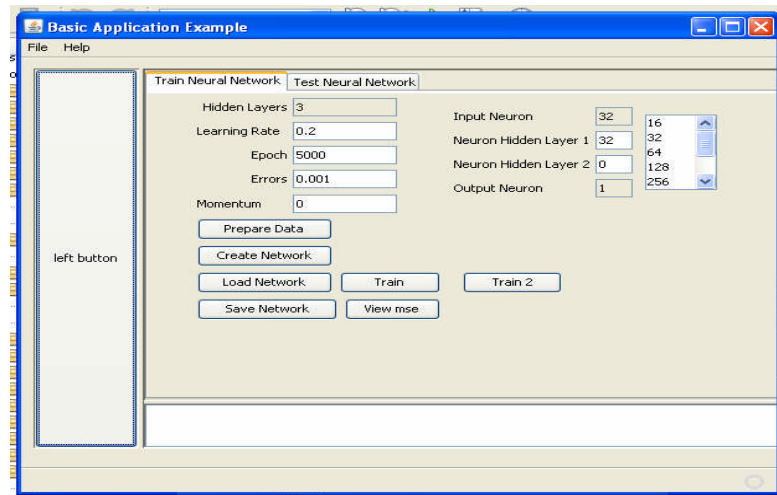 Basic Application Example
File Help
Train Neural Network Test Neural Network
Hidden Layers 3
Learning Rate 0.2
Epoch 5000
Errors 0.001
Momentum 0
Input Neuron 32
Neuron Hidden Layer 1 32
Neuron Hidden Layer 2 0
Output Neuron 1
16
32
64
128
256
left button
Prepare Data
Create Network
Load Network Train Train 2
Save Network View mse